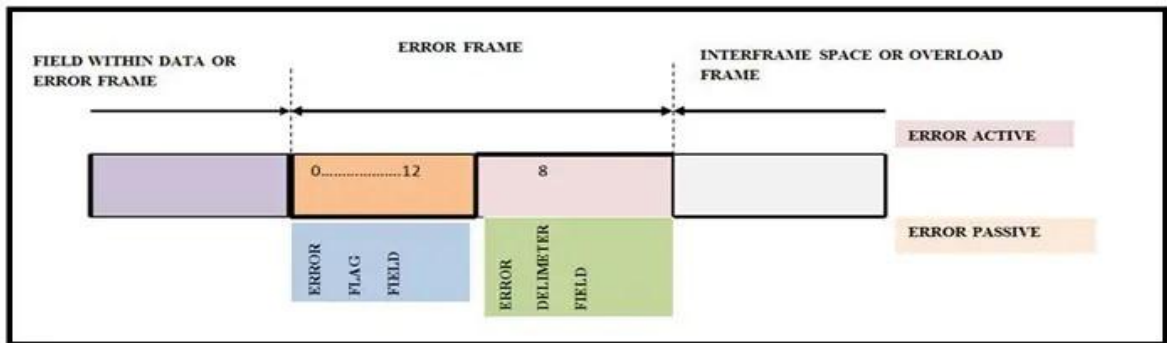 FIELD WITHIN DATA OR
ERROR FRAME
ERROR FRAME
INTERFRAME SPACE OR OVERLOAD
FRAME
ERROR ACTIVE
0...................12
8
ERROR PASSIVE
ERROR
FLAG
FIELD
ERROR
DELIMETER
FIELD